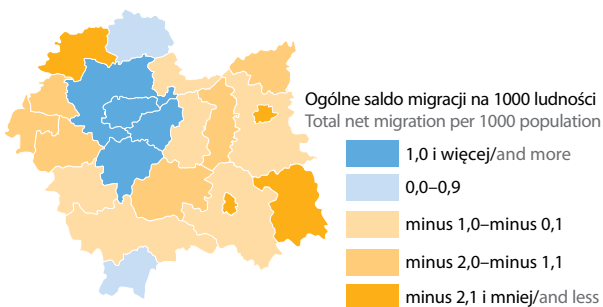 Ogólne saldo migracji na 1000 ludności
Total net migration per 1000 population
1,0 i więcej/and more
0,0–0,9
minus 1,0–minus 0,1
minus 2,0–minus 1,1
minus 2,1 i mniej/and less